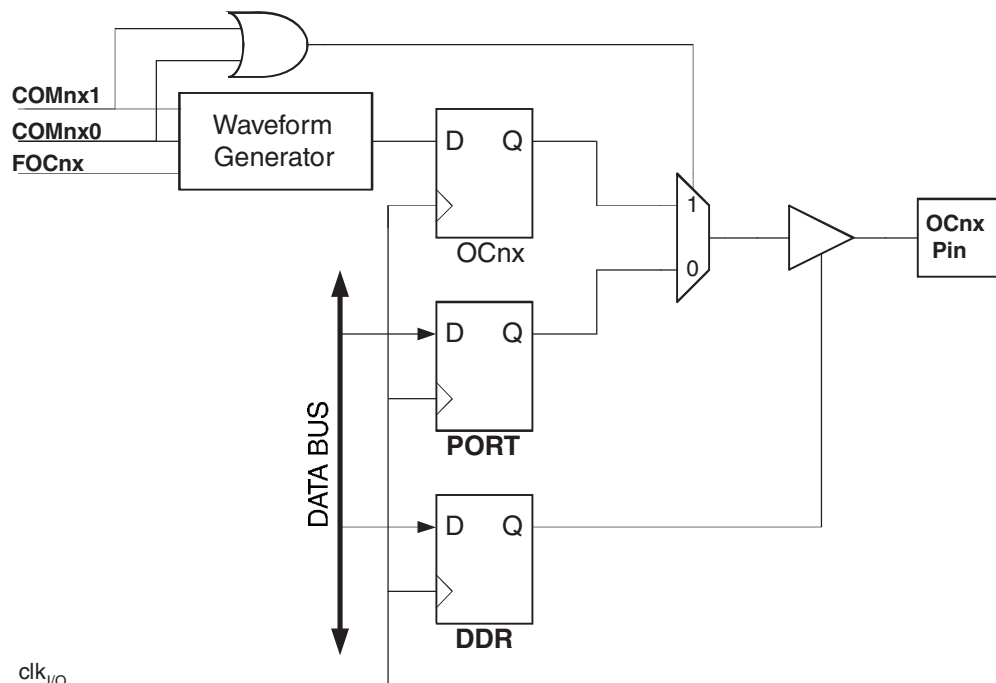 COMnx1
COMnx0
FOCnx
Waveform
Generator
D Q
OCnx
1
0
OCnx
Pin
D Q
PORT
DATA BUS
D Q
DDR
clkI/O